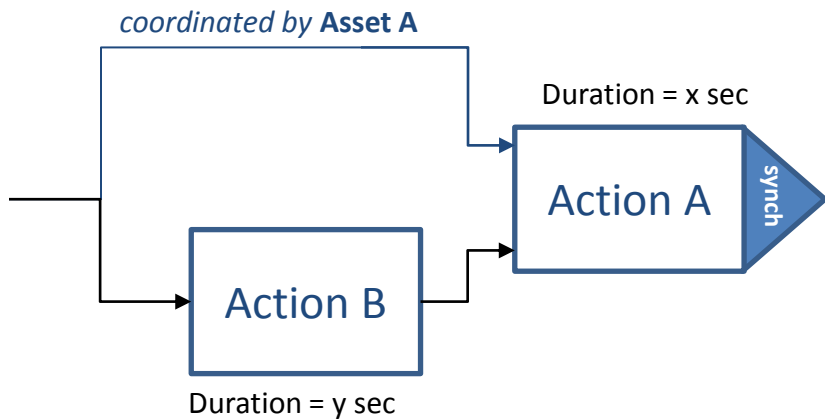 coordinated by Asset A
Duration = x sec
Action A
synch
Action B
Duration = y sec